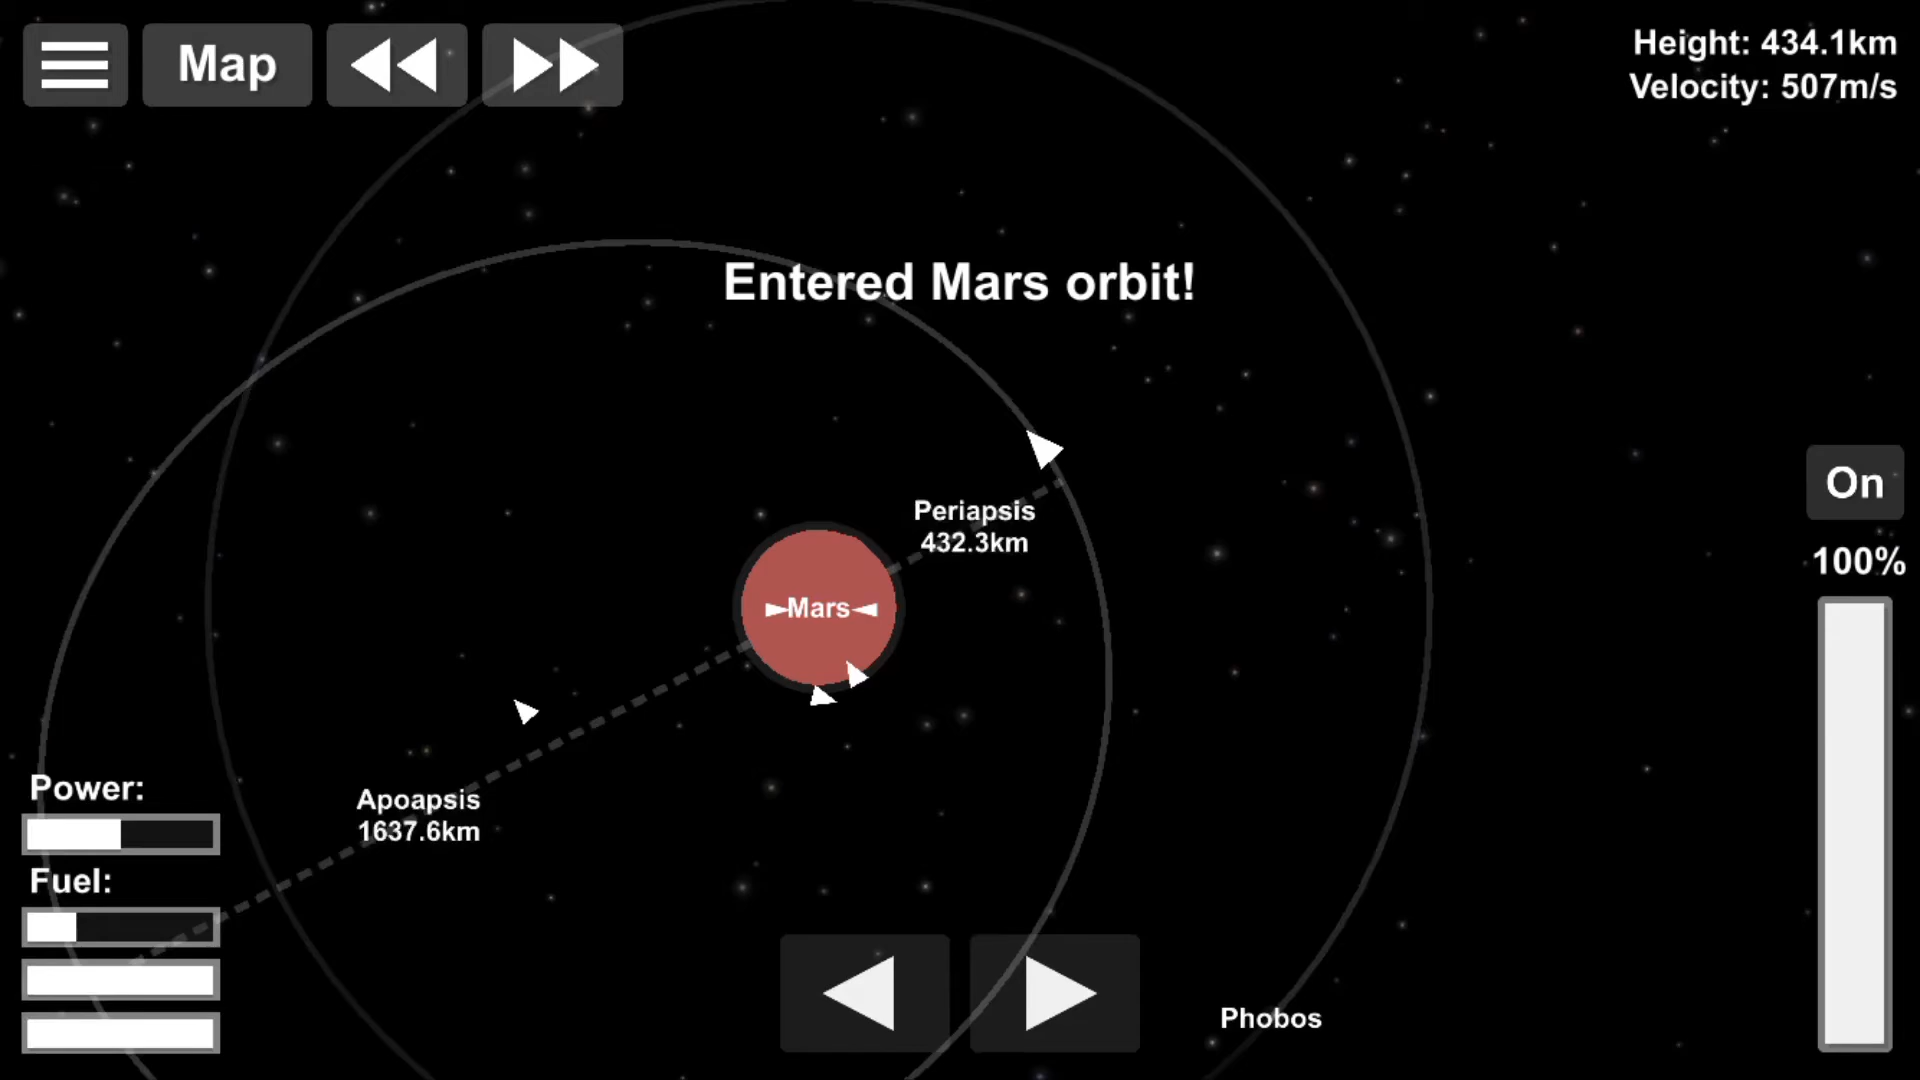 Map
Height: 434.1km
Velocity: 507m/s
Entered Mars orbit!
On
100%
Periapsis
432.3km
Mars
Apoapsis
1637.6km
Power:
Fuel:
Phobos